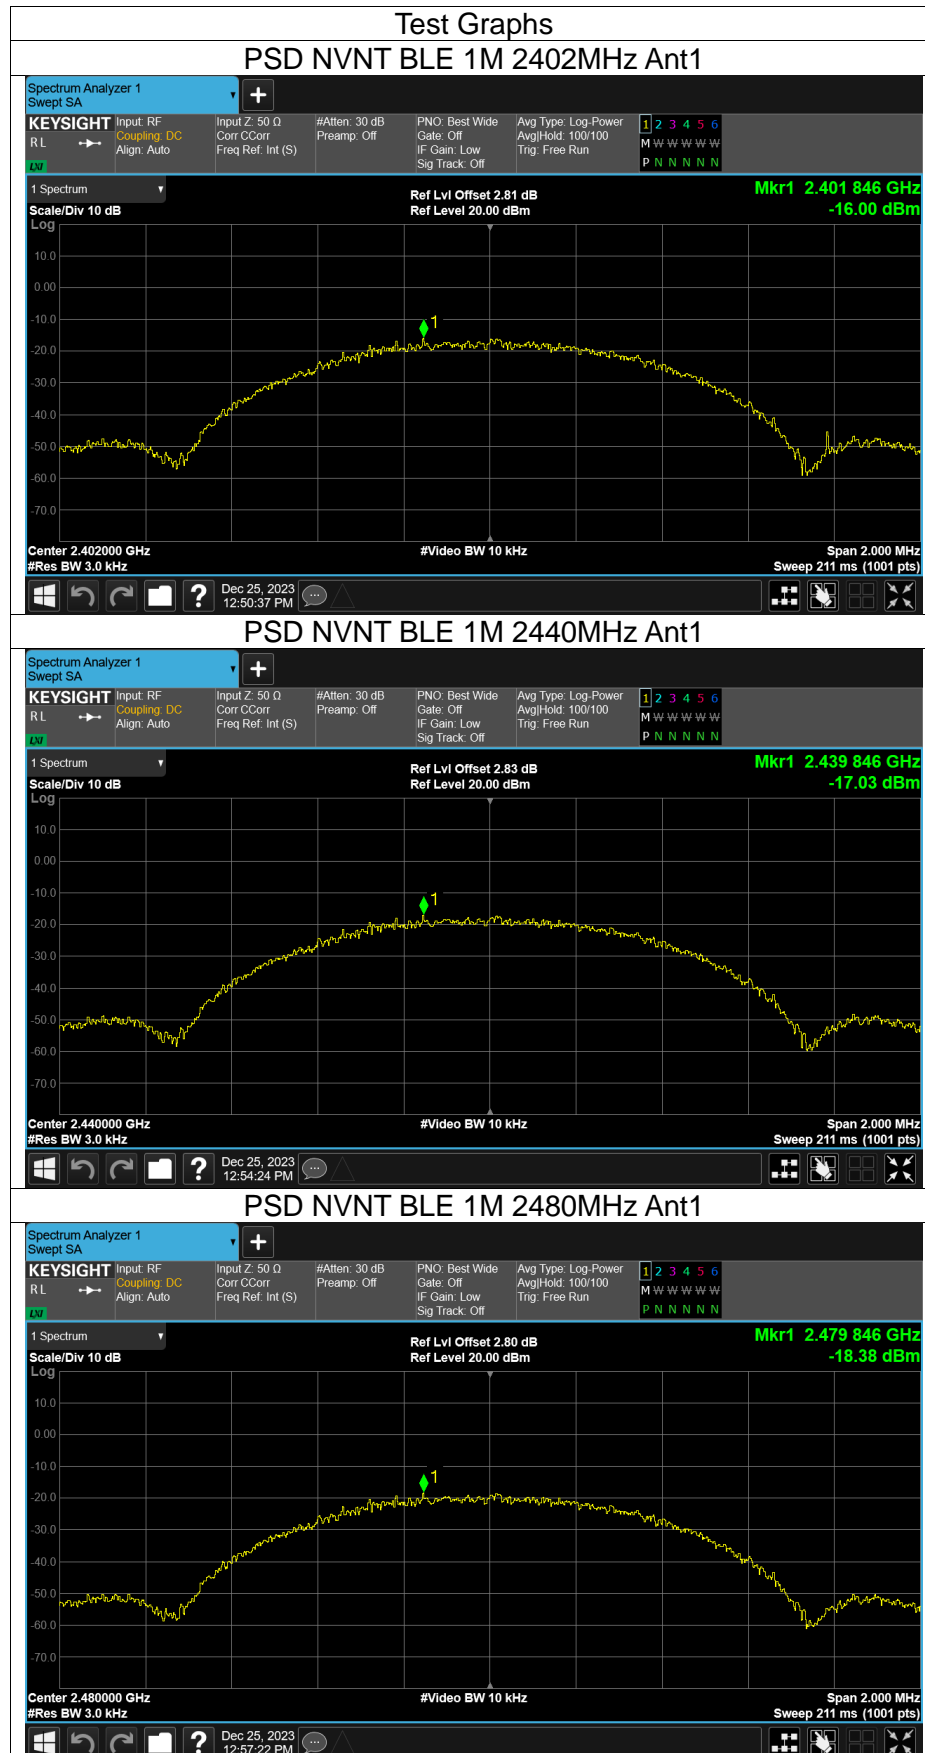 Test Graphs
PSD NVNT BLE 1M 2402MHz Ant1
Spectrum Analyzer 1
Swept SA
KEYSIGHT Input: RF Input Z: 50 Ω #Atten: 30 dB PNO: Best Wide Avg Type: Log-Power 1 2 3 4 5 6
RL Coupling: DC Corr CCorr Preamp: Off Gate: Off Avg|Hold: 100/100 M W W W W W
Align: Auto Freq Ref: Int (S) IF Gain: Low Trig: Free Run
LXI Sig Track: Off P N N N N N
1 Spectrum Ref Lvl Offset 2.81 dB Mkr1 2.401 846 GHz
Scale/Div 10 dB Ref Level 20.00 dBm -16.00 dBm
Log
10.0
0.00
1
-10.0
-20.0
-30.0
-40.0
-50.0
-60.0
-70.0
Center 2.402000 GHz #Video BW 10 kHz Span 2.000 MHz
#Res BW 3.0 kHz Sweep 211 ms (1001 pts)
? Dec 25, 2023
12:50:37 PM
PSD NVNT BLE 1M 2440MHz Ant1
Spectrum Analyzer 1
Swept SA
KEYSIGHT Input: RF Input Z: 50 Ω #Atten: 30 dB PNO: Best Wide Avg Type: Log-Power 1 2 3 4 5 6
RL Coupling: DC Corr CCorr Preamp: Off Gate: Off Avg|Hold: 100/100 M W W W W W
Align: Auto Freq Ref: Int (S) IF Gain: Low Trig: Free Run
LXI Sig Track: Off P N N N N N
1 Spectrum Ref Lvl Offset 2.83 dB Mkr1 2.439 846 GHz
Scale/Div 10 dB Ref Level 20.00 dBm -17.03 dBm
Log
10.0
0.00
-10.0
1
-20.0
-30.0
-40.0
-50.0
-60.0
-70.0
Center 2.440000 GHz #Video BW 10 kHz Span 2.000 MHz
#Res BW 3.0 kHz Sweep 211 ms (1001 pts)
? Dec 25, 2023
12:54:24 PM
PSD NVNT BLE 1M 2480MHz Ant1
Spectrum Analyzer 1
Swept SA
KEYSIGHT Input: RF Input Z: 50 Ω #Atten: 30 dB PNO: Best Wide Avg Type: Log-Power 1 2 3 4 5 6
RL Coupling: DC Corr CCorr Preamp: Off Gate: Off Avg|Hold: 100/100 M W W W W W
Align: Auto Freq Ref: Int (S) IF Gain: Low Trig: Free Run
LXI Sig Track: Off P N N N N N
1 Spectrum Ref Lvl Offset 2.80 dB Mkr1 2.479 846 GHz
Scale/Div 10 dB Ref Level 20.00 dBm -18.38 dBm
Log
10.0
0.00
-10.0
1
-20.0
-30.0
-40.0
-50.0
-60.0
-70.0
Center 2.480000 GHz #Video BW 10 kHz Span 2.000 MHz
#Res BW 3.0 kHz Sweep 211 ms (1001 pts)
? Dec 25, 2023
12:57:22 PM